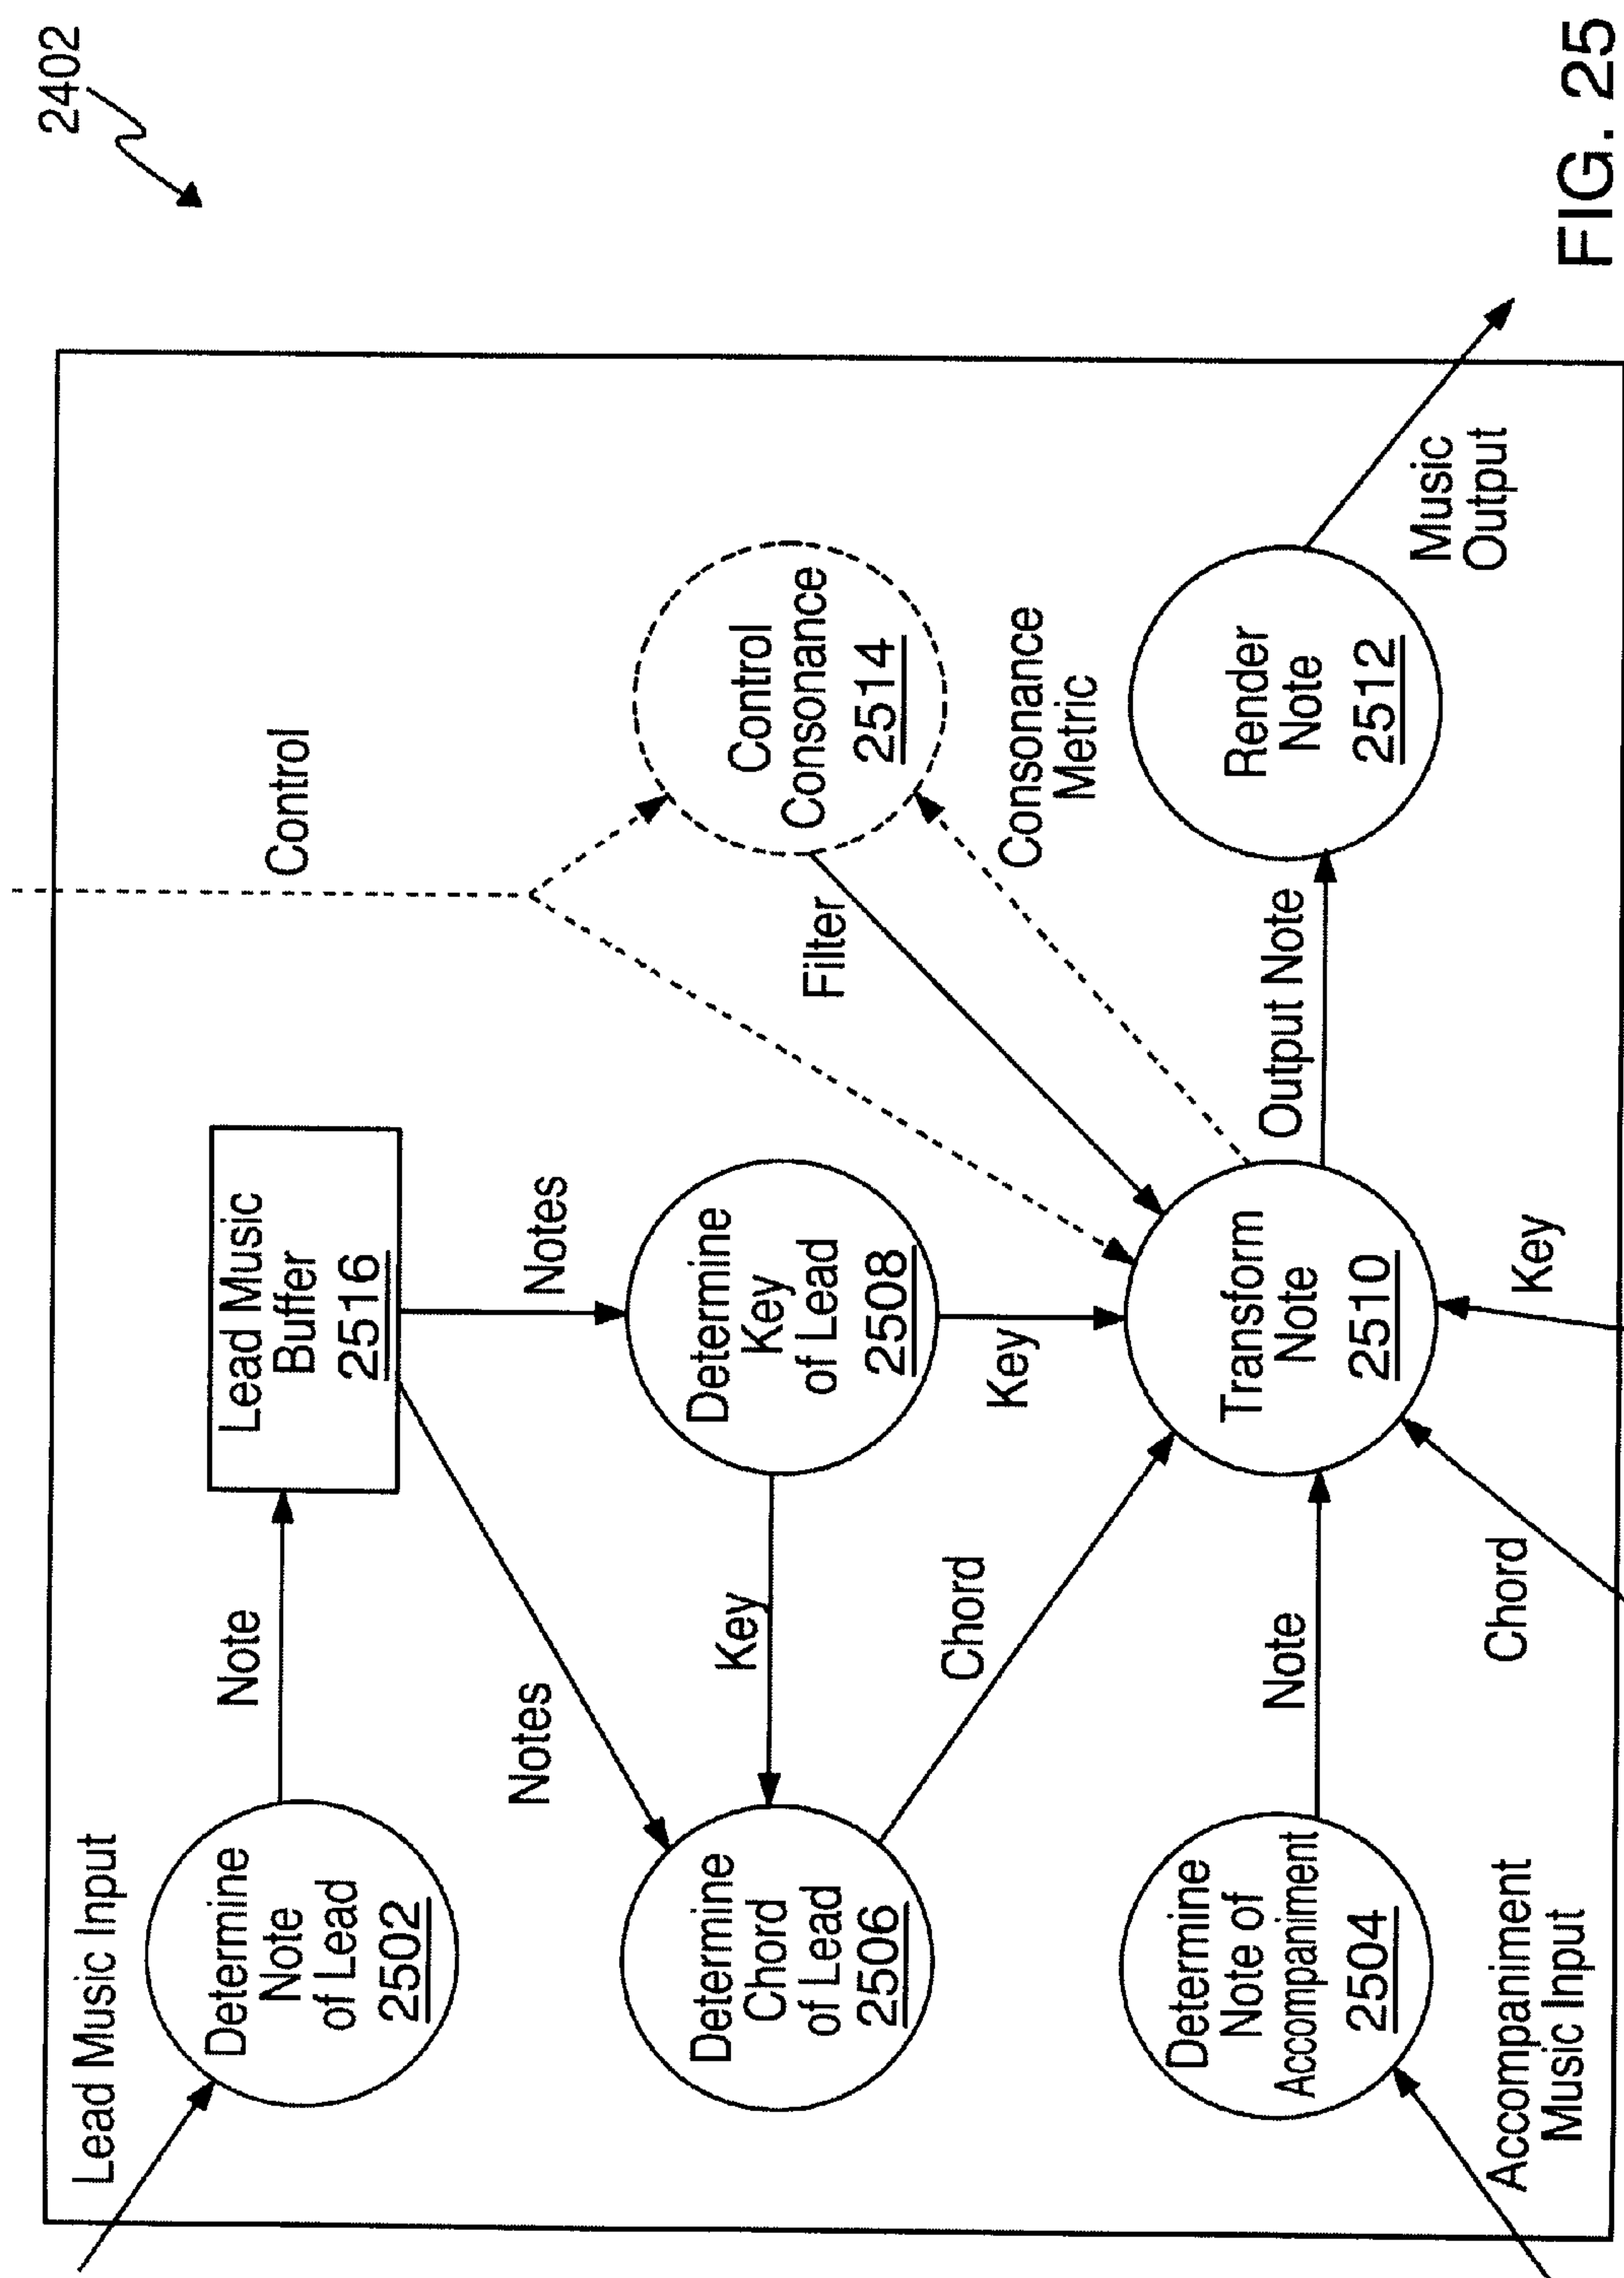 2402
Lead Music Input
Determine
Note
of Lead
2502
Note
Lead Music
Buffer
2516
Control
Notes
Notes
Determine
Chord
of Lead
2506
Key
Determine
Key
of Lead
2508
Filter
Control
Consonance
2514
Chord
Key
Consonance
Metric
Determine
Note of
Accompaniment
2504
Note
Transform
Note
2510
Output Note
Render
Note
2512
Music
Output
Accompaniment
Music Input
Chord
Key
FIG. 25